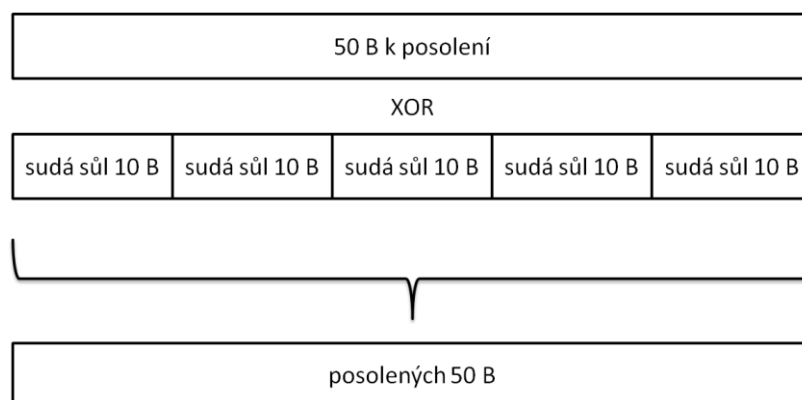 50 B k posolení
XOR
sudá sůl 10 B sudá sůl 10 B sudá sůl 10 B sudá sůl 10 B sudá sůl 10 B
posolených 50 B